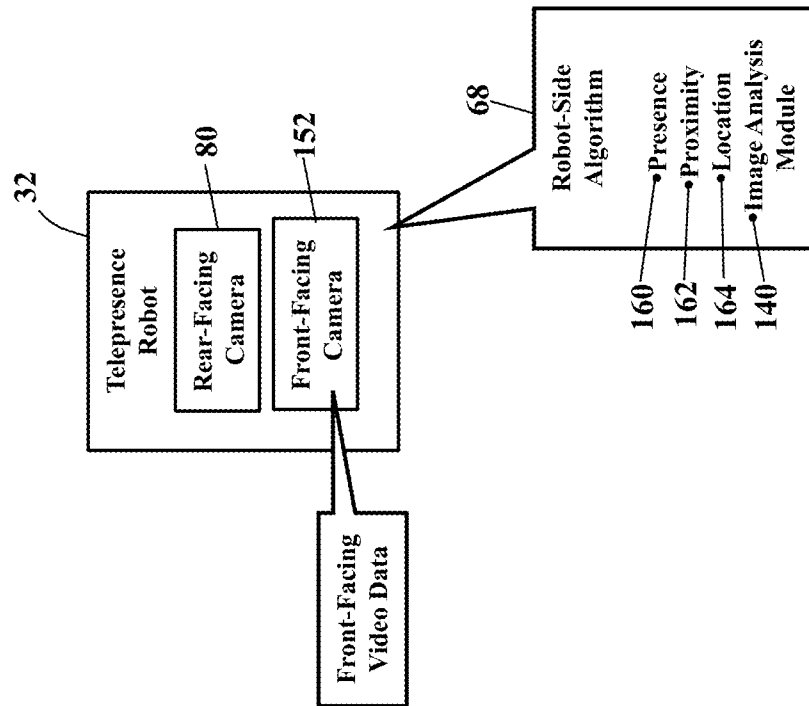 32
Telepresence
Robot
Rear-Facing
Camera
80
Front-Facing
Camera
152
Front-Facing
Video Data
68
Robot-Side
Algorithm
160
Presence
162
Proximity
164
Location
140
Image Analysis
Module